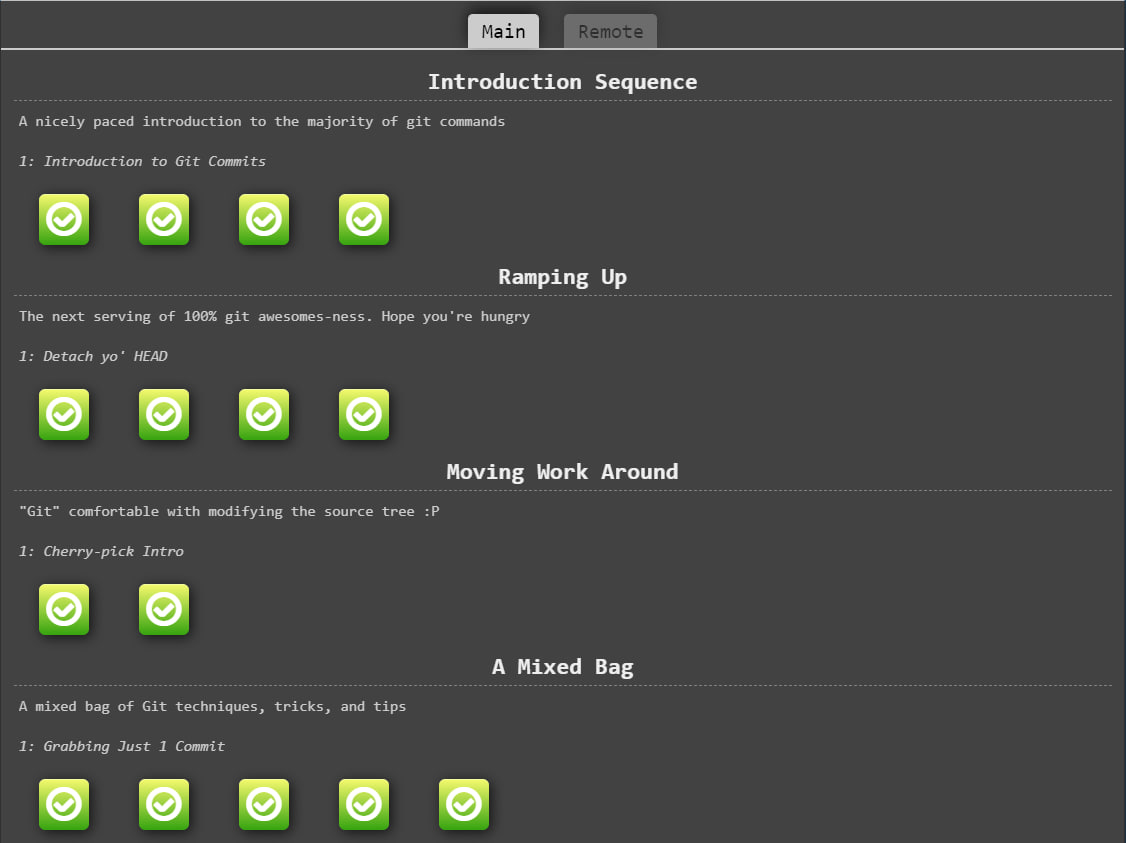 Main Remote
Introduction Sequence
A nicely paced introduction to the majority of git commands
1: Introduction to Git Commits
Ramping Up
The next serving of 100% git awesomes-ness. Hope you're hungry
1: Detach yo' HEAD
Moving Work Around
"Git" comfortable with modifying the source tree :P
1: Cherry-pick Intro
A Mixed Bag
A mixed bag of Git techniques, tricks, and tips
1: Grabbing Just 1 Commit